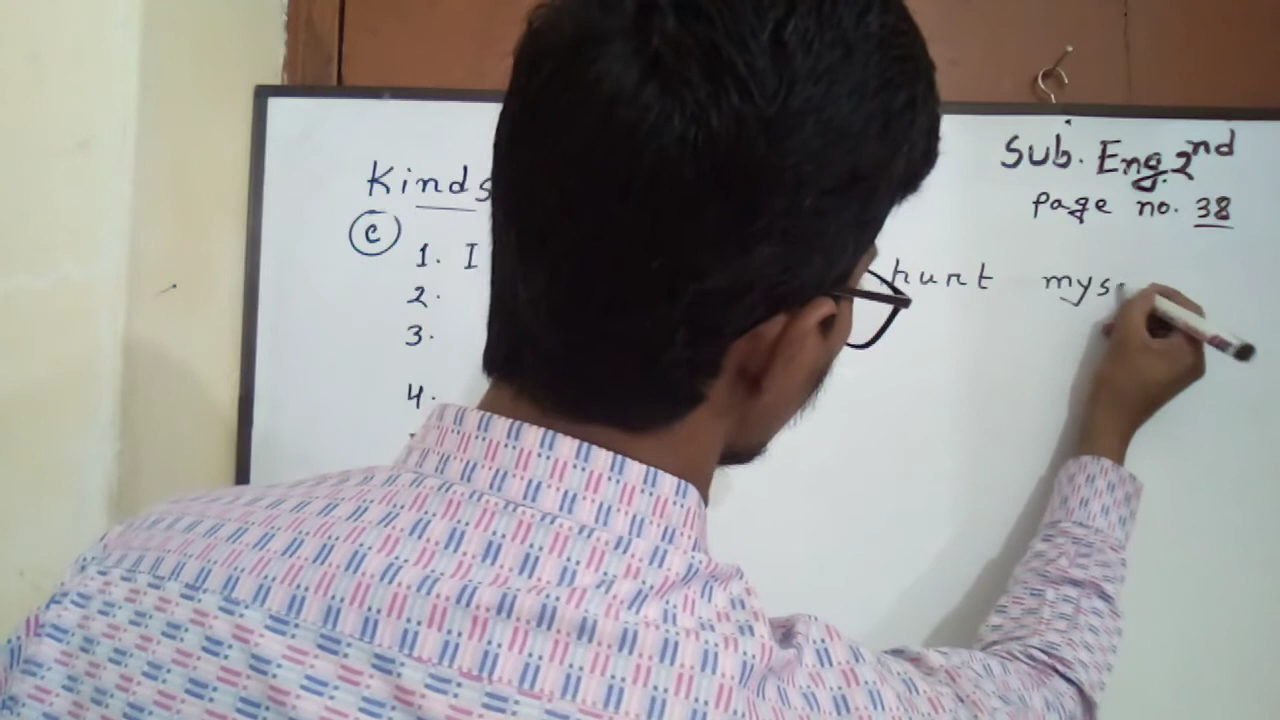 Kinds
Sub. Eng. 2nd
Page no. 38
C
1. I hurt mys
2.
3.
4.